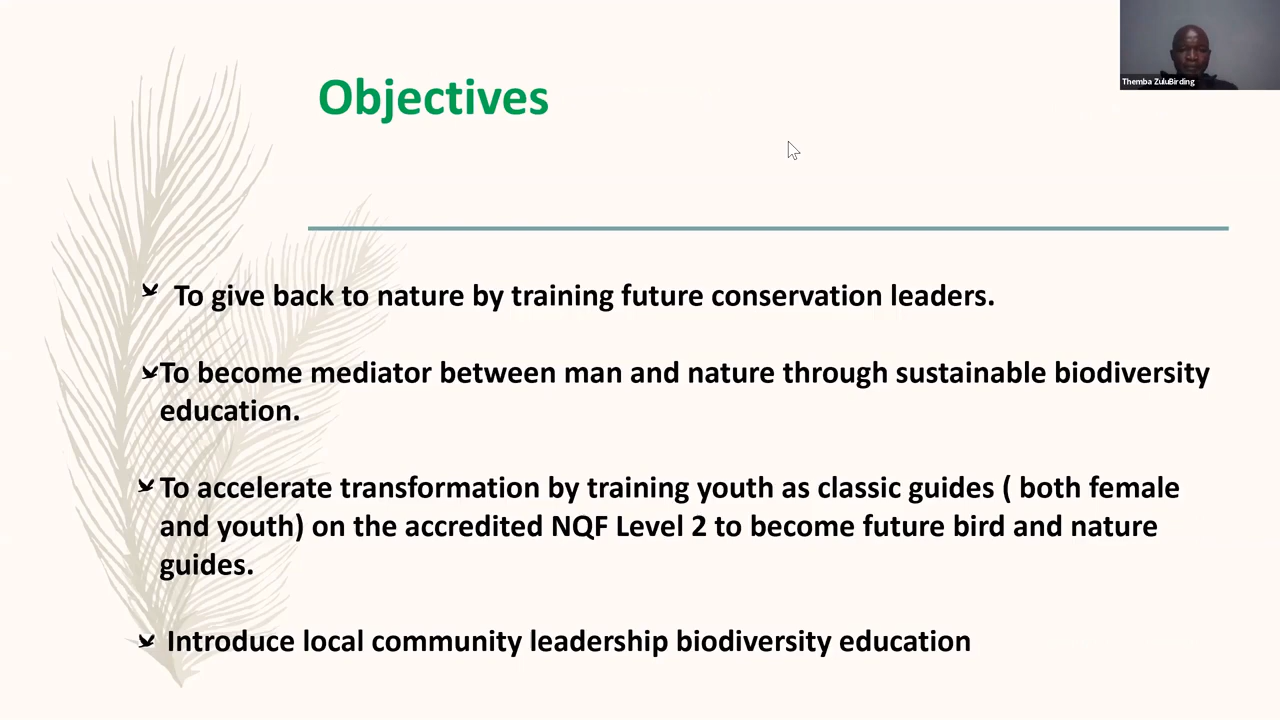 Objectives
Themba ZuluBirding
To give back to nature by training future conservation leaders.
To become mediator between man and nature through sustainable biodiversity
education.
To accelerate transformation by training youth as classic guides ( both female
and youth) on the accredited NQF Level 2 to become future bird and nature
guides.
Introduce local community leadership biodiversity education